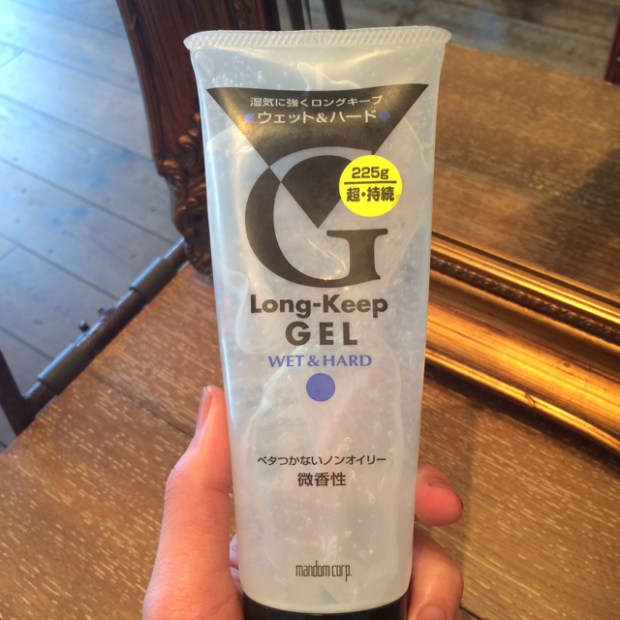 湿気に強くロングキープ
ウェット&ハード
225g
超・持続
G
Long-Keep
GEL
WET & HARD
ベタつかないノンオイリー
微香性
mandom corp.